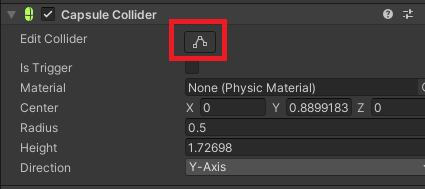 Capsule Collider
Edit Collider
Is Trigger
Material None (Physic Material)
Center X 0 Y 0.8899183 Z 0
Radius 0.5
Height 1.72698
Direction Y-Axis